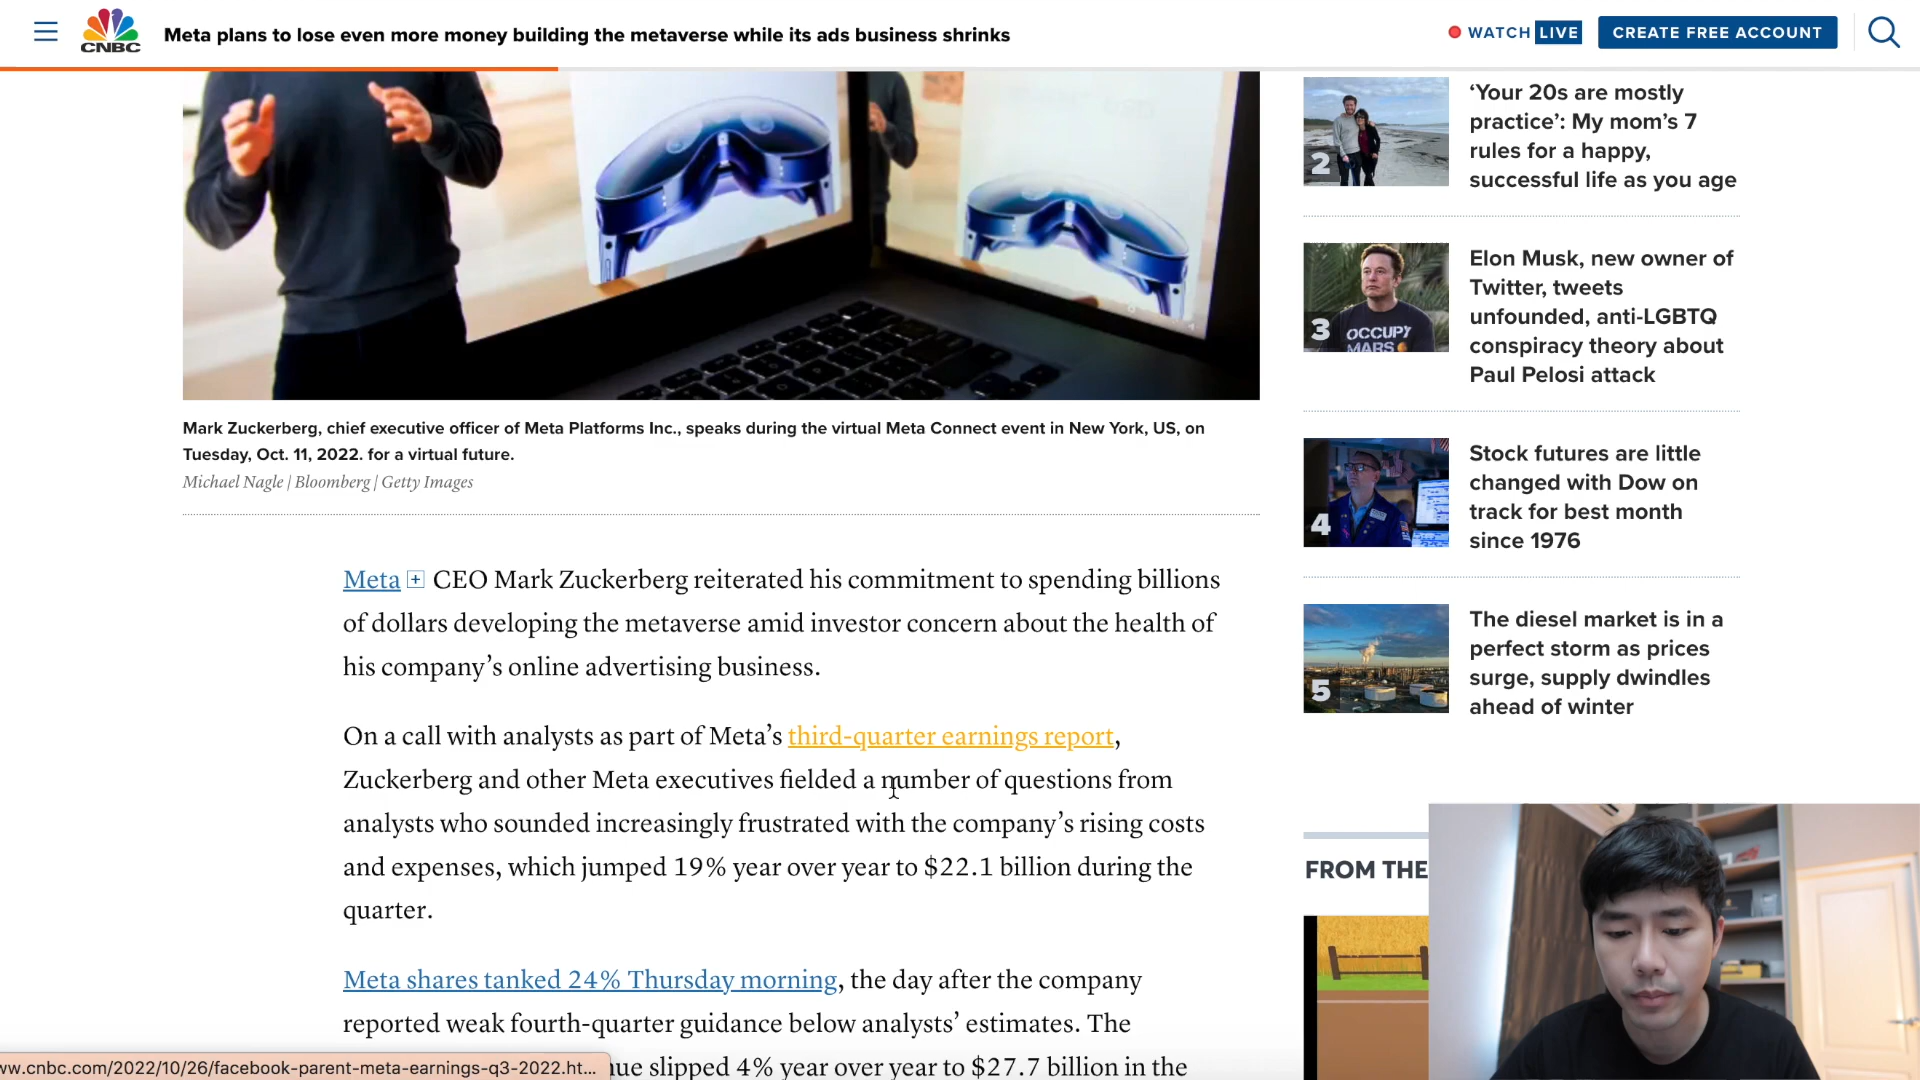 CNBC
Meta plans to lose even more money building the metaverse while its ads business shrinks
WATCH LIVE
CREATE FREE ACCOUNT
Mark Zuckerberg, chief executive officer of Meta Platforms Inc., speaks during the virtual Meta Connect event in New York, US, on
Tuesday, Oct. 11, 2022. for a virtual future.
Michael Nagle | Bloomberg | Getty Images
Meta + CEO Mark Zuckerberg reiterated his commitment to spending billions
of dollars developing the metaverse amid investor concern about the health of
his company’s online advertising business.
On a call with analysts as part of Meta’s third-quarter earnings report,
Zuckerberg and other Meta executives fielded a number of questions from
analysts who sounded increasingly frustrated with the company’s rising costs
and expenses, which jumped 19% year over year to $22.1 billion during the
quarter.
Meta shares tanked 24% Thursday morning, the day after the company
reported weak fourth-quarter guidance below analysts’ estimates. The
slipped 4% year over year to $27.7 billion in the
ww.cnbc.com/2022/10/26/facebook-parent-meta-earnings-q3-2022.ht...
2
‘Your 20s are mostly
practice’: My mom’s 7
rules for a happy,
successful life as you age
3
OCCUPY
MARS
Elon Musk, new owner of
Twitter, tweets
unfounded, anti-LGBTQ
conspiracy theory about
Paul Pelosi attack
4
Stock futures are little
changed with Dow on
track for best month
since 1976
5
The diesel market is in a
perfect storm as prices
surge, supply dwindles
ahead of winter
FROM THE